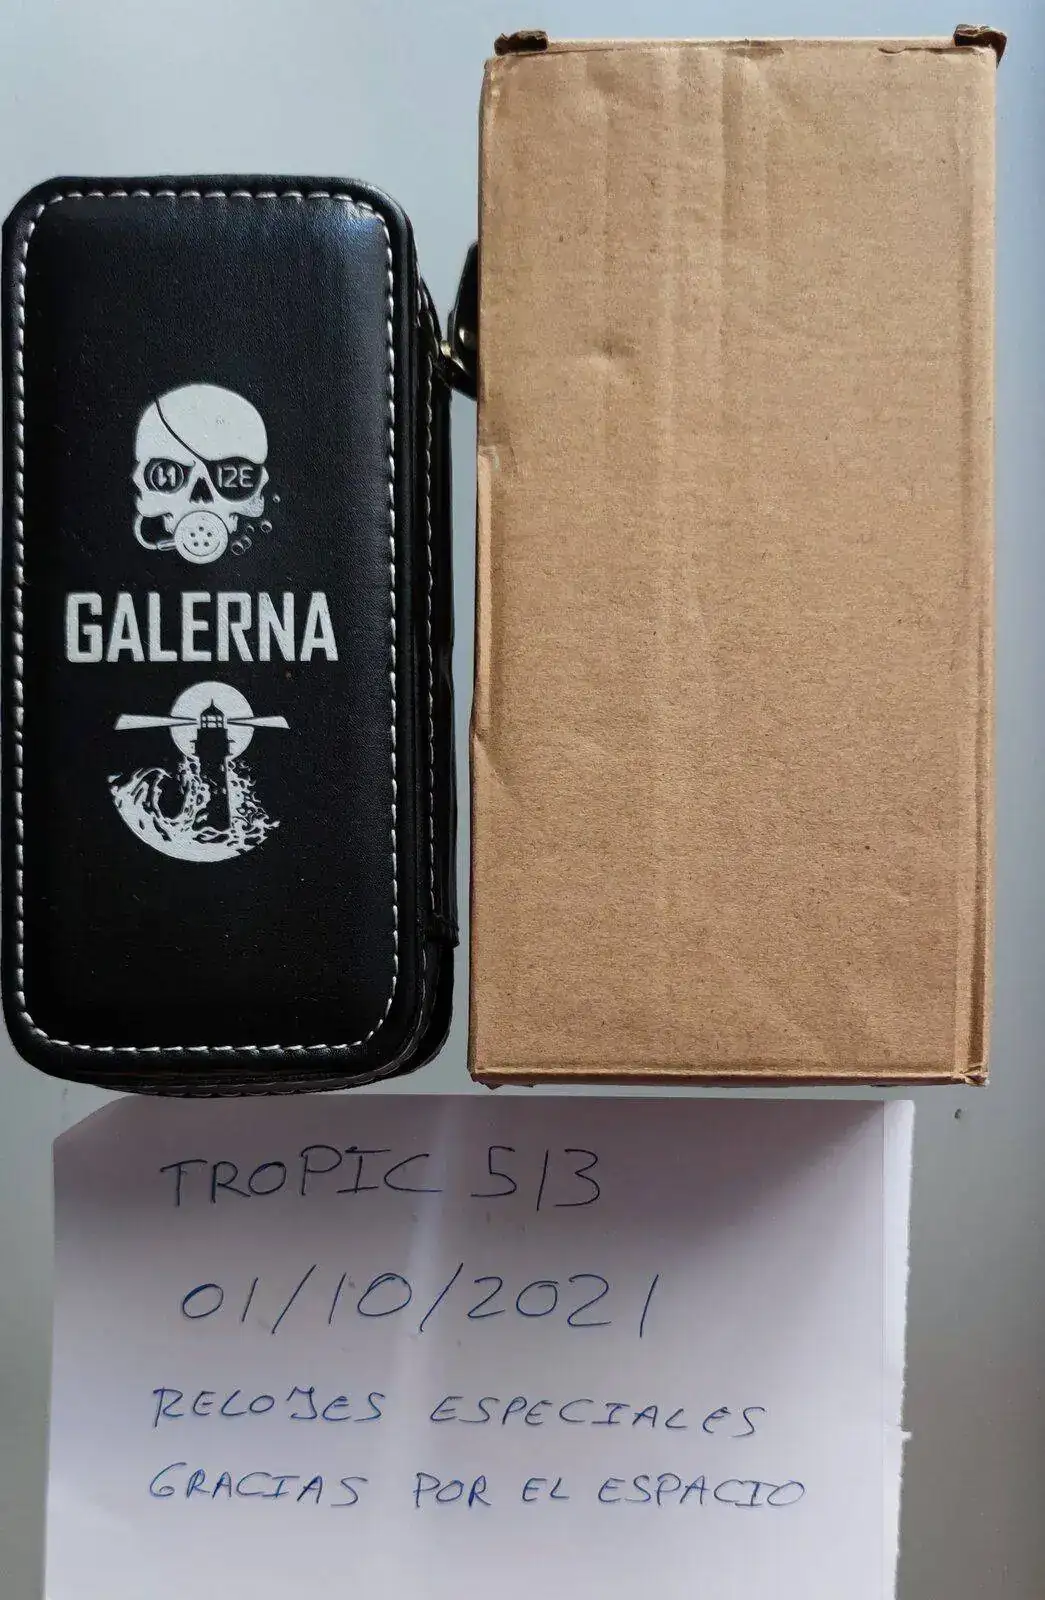 GALERNA
TROPIC 513
01/10/2021
RELOJES ESPECIALES
GRACIAS POR EL ESPACIO